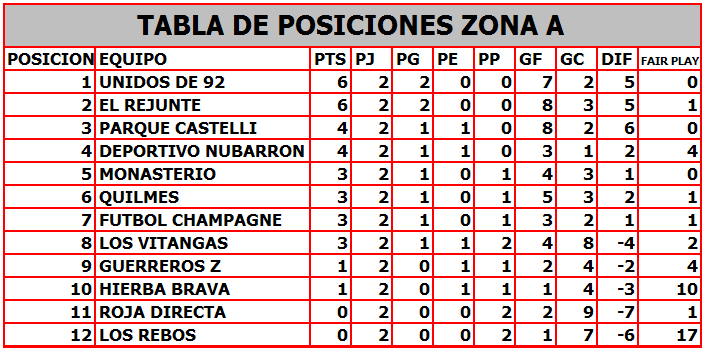 TABLA DE POSICIONES ZONA A
POSICION EQUIPO PTS PJ PG PE PP GF GC DIF FAIR PLAY
1 UNIDOS DE 92 6 2 2 0 0 7 2 5 0
2 EL REJUNTE 6 2 2 0 0 8 3 5 1
3 PARQUE CASTELLI 4 2 1 1 0 8 2 6 0
4 DEPORTIVO NUBARRON 4 2 1 1 0 3 1 2 4
5 MONASTERIO 3 2 1 0 1 4 3 1 0
6 QUILMES 3 2 1 0 1 5 3 2 1
7 FUTBOL CHAMPAGNE 3 2 1 0 1 3 2 1 1
8 LOS VITANGAS 3 2 1 1 2 4 8 -4 2
9 GUERREROS Z 1 2 0 1 1 2 4 -2 4
10 HIERBA BRAVA 1 2 0 1 1 1 4 -3 10
11 ROJA DIRECTA 0 2 0 0 2 2 9 -7 1
12 LOS REBOS 0 2 0 0 2 1 7 -6 17